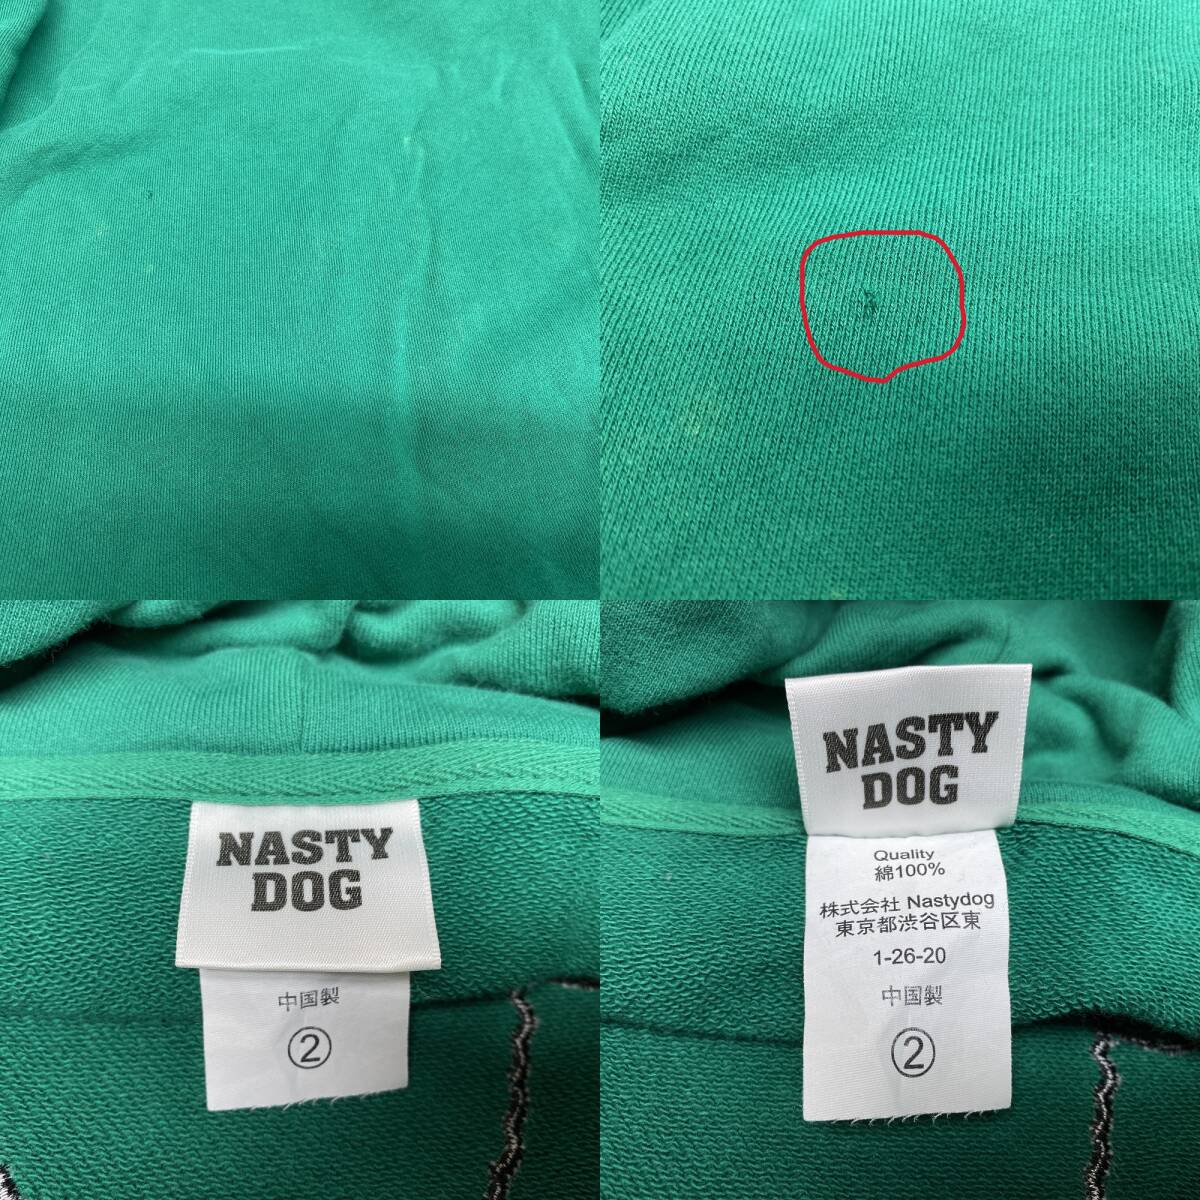 NASTY
DOG
中国製
②
NASTY
DOG
Quality
綿100%
株式会社 Nastydog
東京都渋谷区東
1-26-20
中国製
②